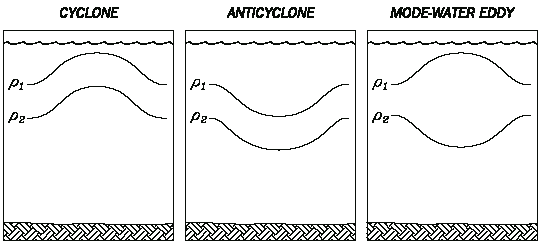 CYCLONE ANTICYCLONE MODE-WATER EDDY
ρ1 ρ1 ρ1
ρ2 ρ2 ρ2